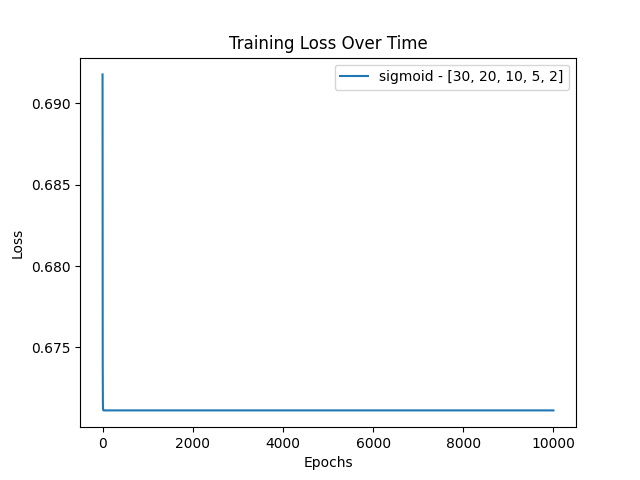 Training Loss Over Time
sigmoid - [30, 20, 10, 5, 2]
0.690
0.685
0.680
0.675
Loss
0 2000 4000 6000 8000 10000
Epochs